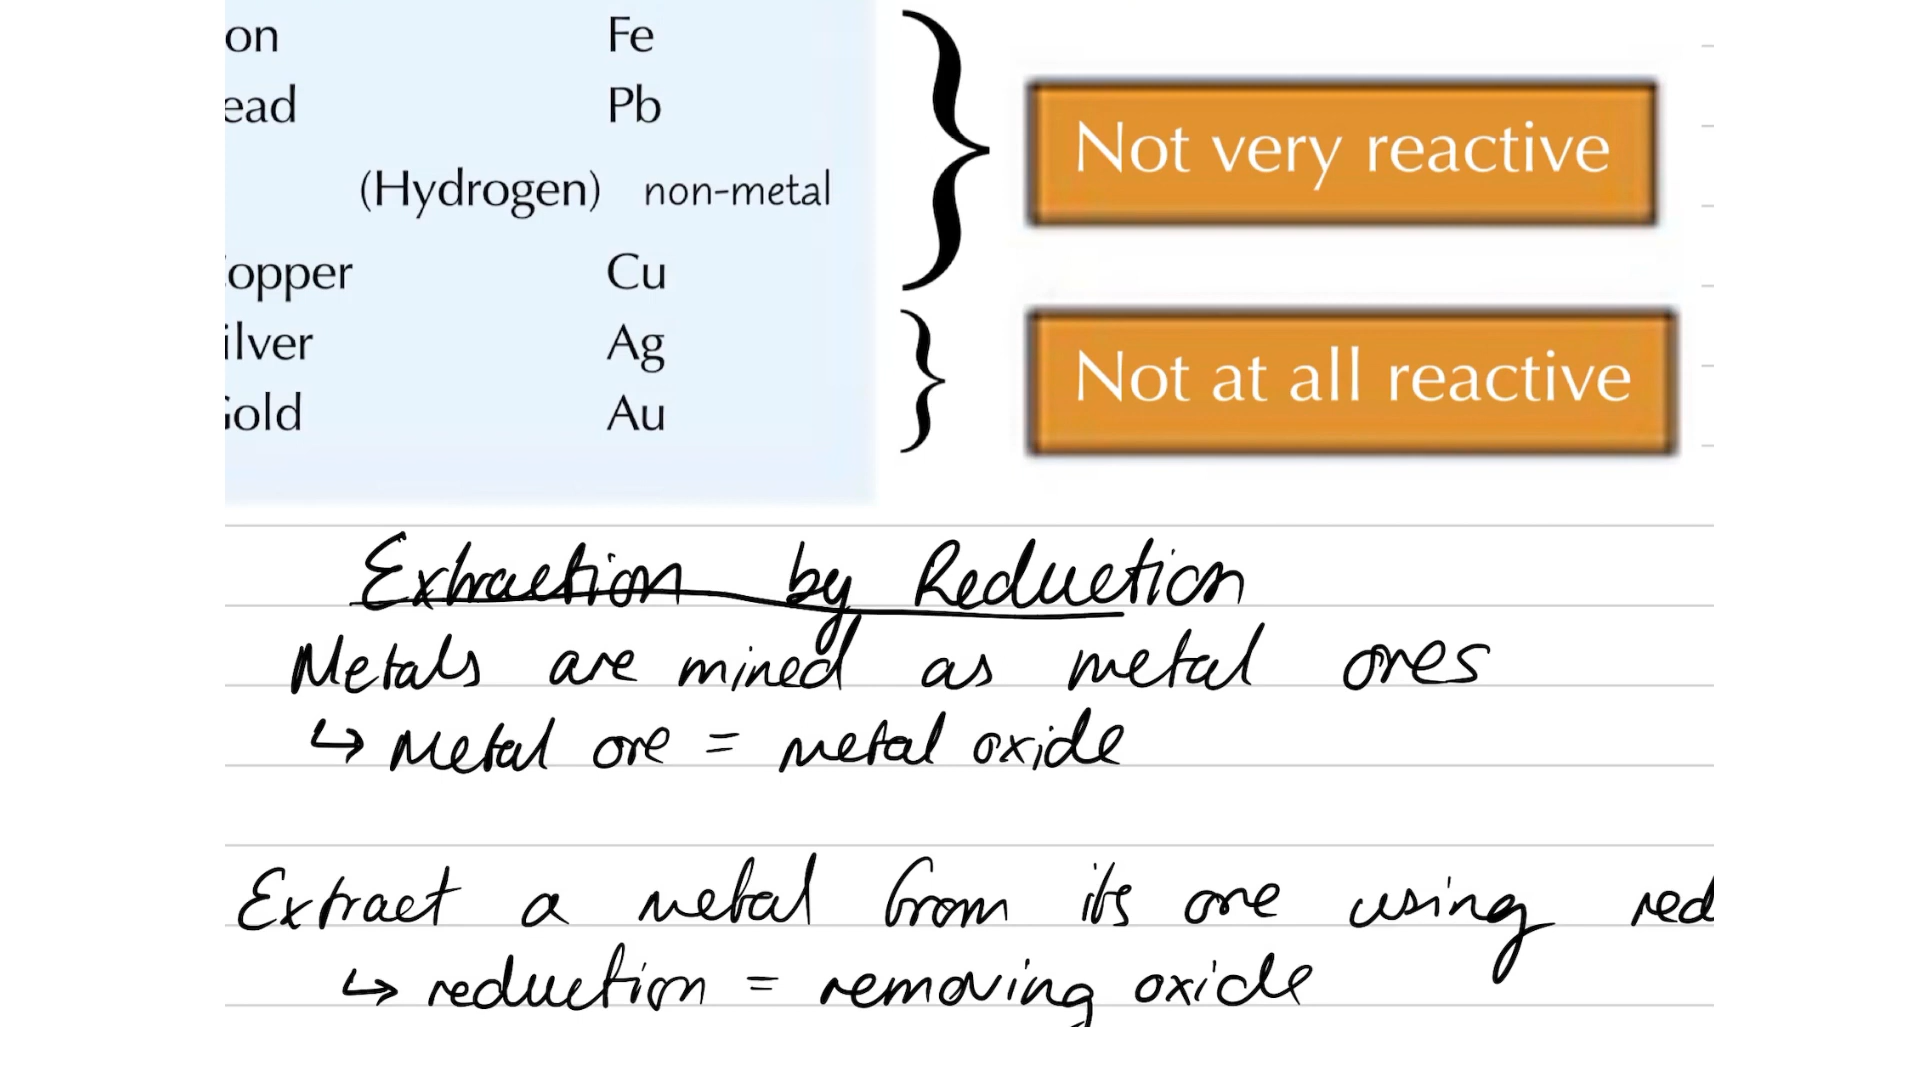 on Fe
ead Pb
(Hydrogen) non-metal
opper Cu
ilver Ag
Gold Au
Not very reactive
Not at all reactive
Extraction by Reduction
Metals are mined as metal ores
↳ Metal ore = metal oxide
Extract a metal from its ore using red
↳ reduction = removing oxide